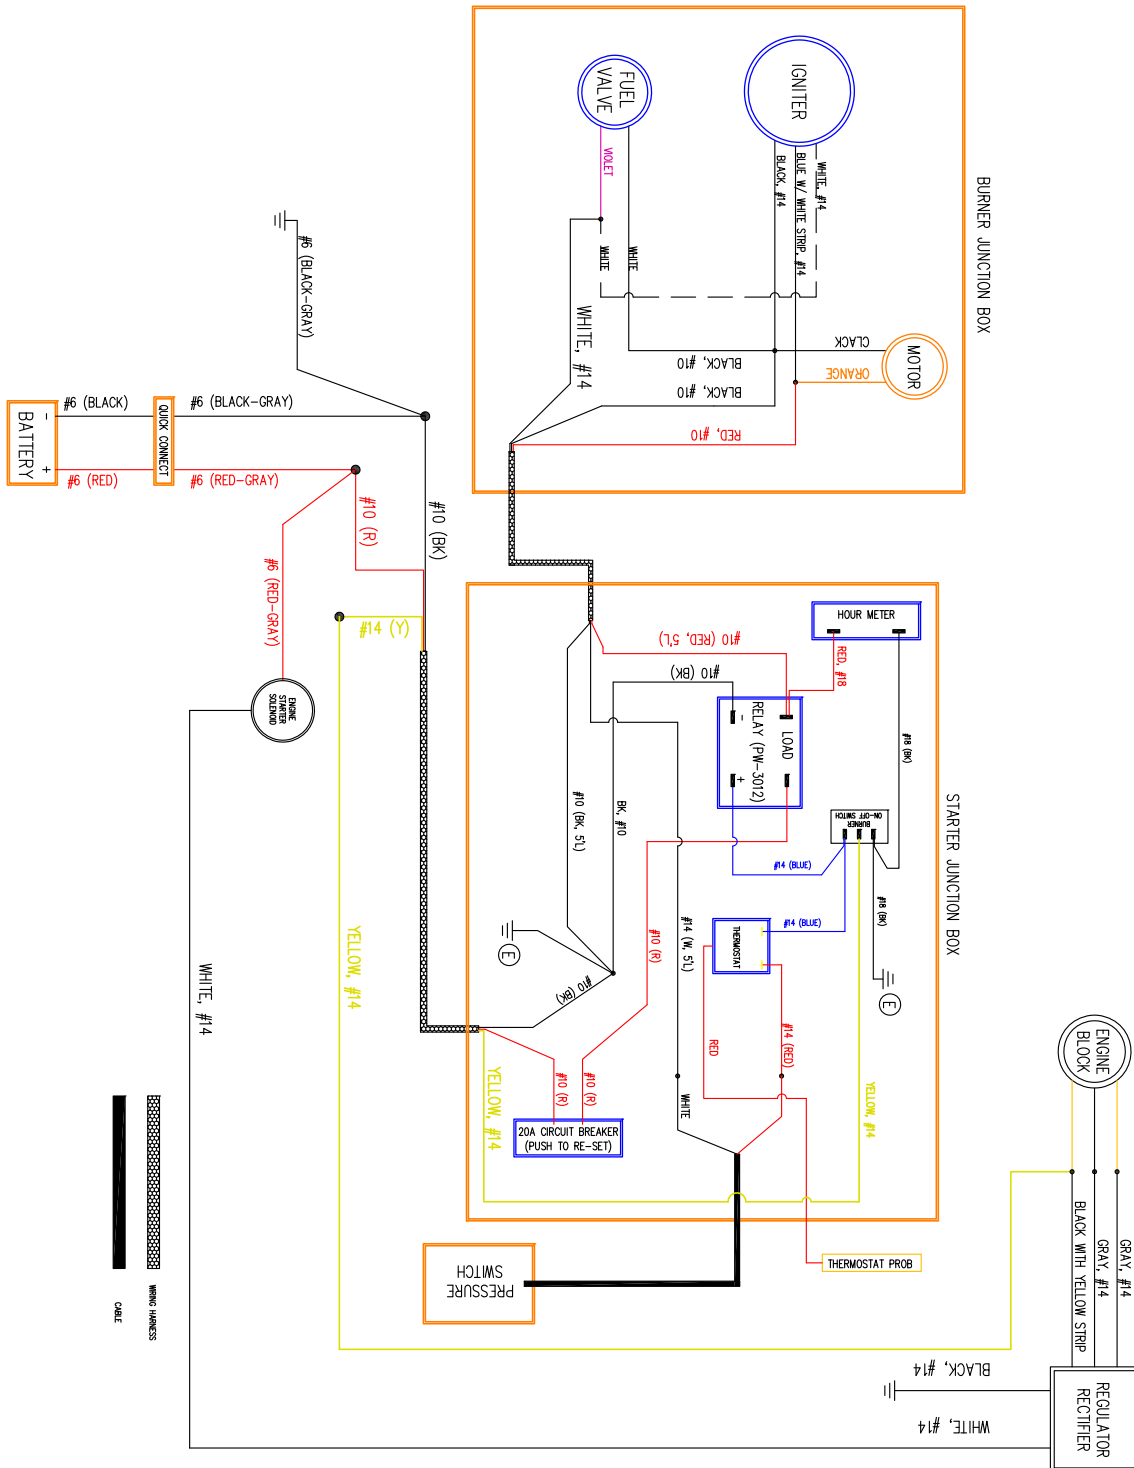 BURNER JUNCTION BOX
IGNITER
FUEL
VALVE
VIOLET
BLACK, #14
BLUE W/ WHITE STRIP, #14
WHITE, #14
WHITE
WHITE
WHITE, #14
CLACK
ORANGE
MOTOR
BLACK, #10
BLACK, #10
RED, #10
#6 (BLACK-GRAY)
#6 (BLACK)
#6 (BLACK-GRAY)
QUICK CONNECT
BATTERY
-
+
#6 (RED)
#6 (RED-GRAY)
#10 (R)
#10 (BK)
#6 (RED-GRAY)
#14 (Y)
ENGINE
STARTER
SOLENOID
STARTER JUNCTION BOX
HOUR METER
#10 (RED, 5'L)
#10 (BK)
RED, #18
#18 (BK)
RELAY (PW-3012)
LOAD
-
+
BURNER
ON-OFF SWITCH
#14 (BLUE)
#10 (BK, 5'L)
BK, #10
#14 (BLUE)
#18 (BK)
THERMOSTAT
#10 (R)
#14 (W, 5'L)
E
E
#10 (BK)
YELLOW, #14
WHITE, #14
RED
#14 (RED)
#10 (R)
#10 (R)
YELLOW, #14
WHITE
YELLOW, #14
20A CIRCUIT BREAKER
(PUSH TO RE-SET)
THERMOSTAT PROB
PRESSURE
SWITCH
ENGINE
BLOCK
GRAY, #14
GRAY, #14
BLACK WITH YELLOW STRIP
BLACK, #14
WHITE, #14
REGULATOR
RECTIFIER
WIRING HARNESS
CABLE